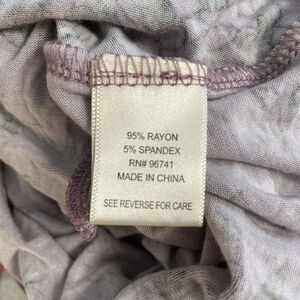 95% RAYON
5% SPANDEX
RN# 96741
MADE IN CHINA
SEE REVERSE FOR CARE